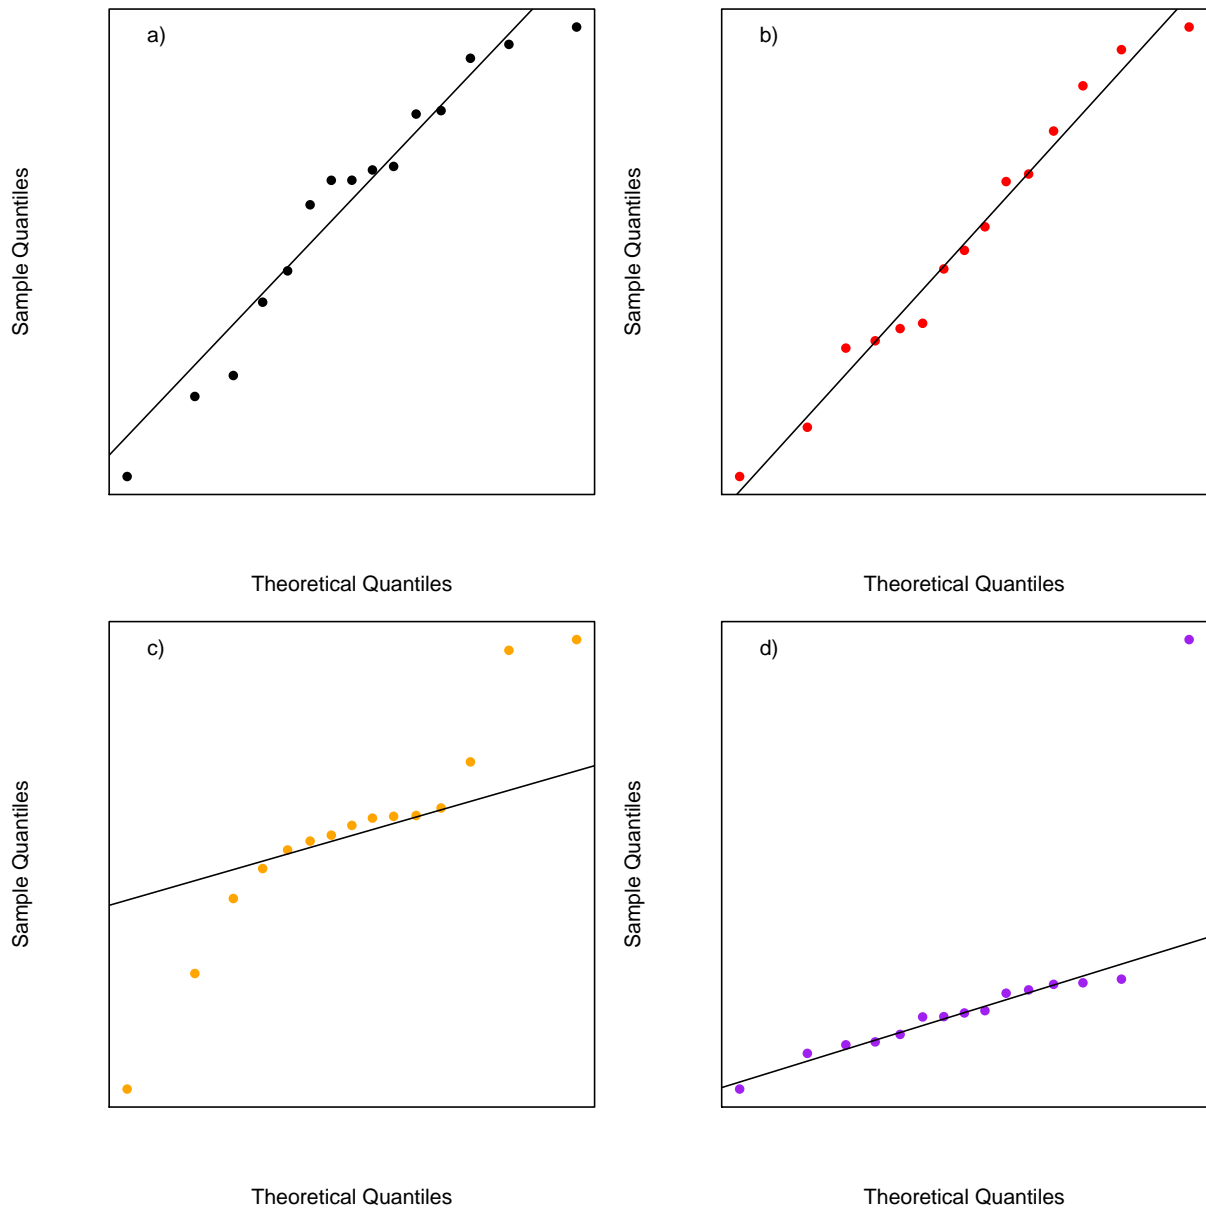 a)
Sample Quantiles
Theoretical Quantiles
b)
Sample Quantiles
Theoretical Quantiles
c)
Sample Quantiles
Theoretical Quantiles
d)
Sample Quantiles
Theoretical Quantiles